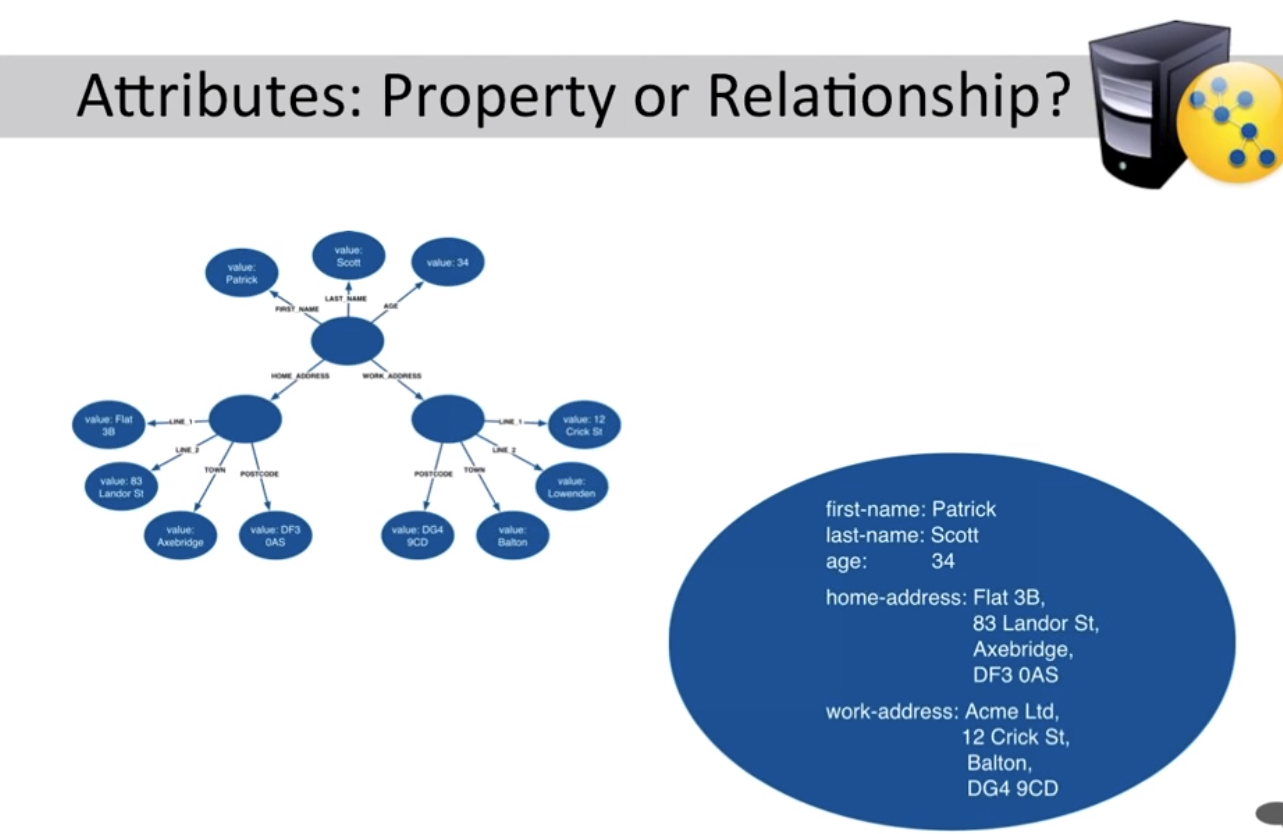 Attributes: Property or Relationship?
value:
Patrick
value:
Scott
value: 34
FIRST_NAME
LAST_NAME
AGE
HOME_ADDRESS
WORK_ADDRESS
value: Flat
3B
LINE_1
LINE_2
TOWN
POSTCODE
value: 83
Landor St
value:
Axebridge
value: DF3
0AS
LINE_1
value: 12
Crick St
LINE_2
POSTCODE
TOWN
value:
Lowenden
value: DG4
9CD
value:
Balton
first-name: Patrick
last-name: Scott
age: 34
home-address: Flat 3B,
83 Landor St,
Axebridge,
DF3 0AS
work-address: Acme Ltd,
12 Crick St,
Balton,
DG4 9CD